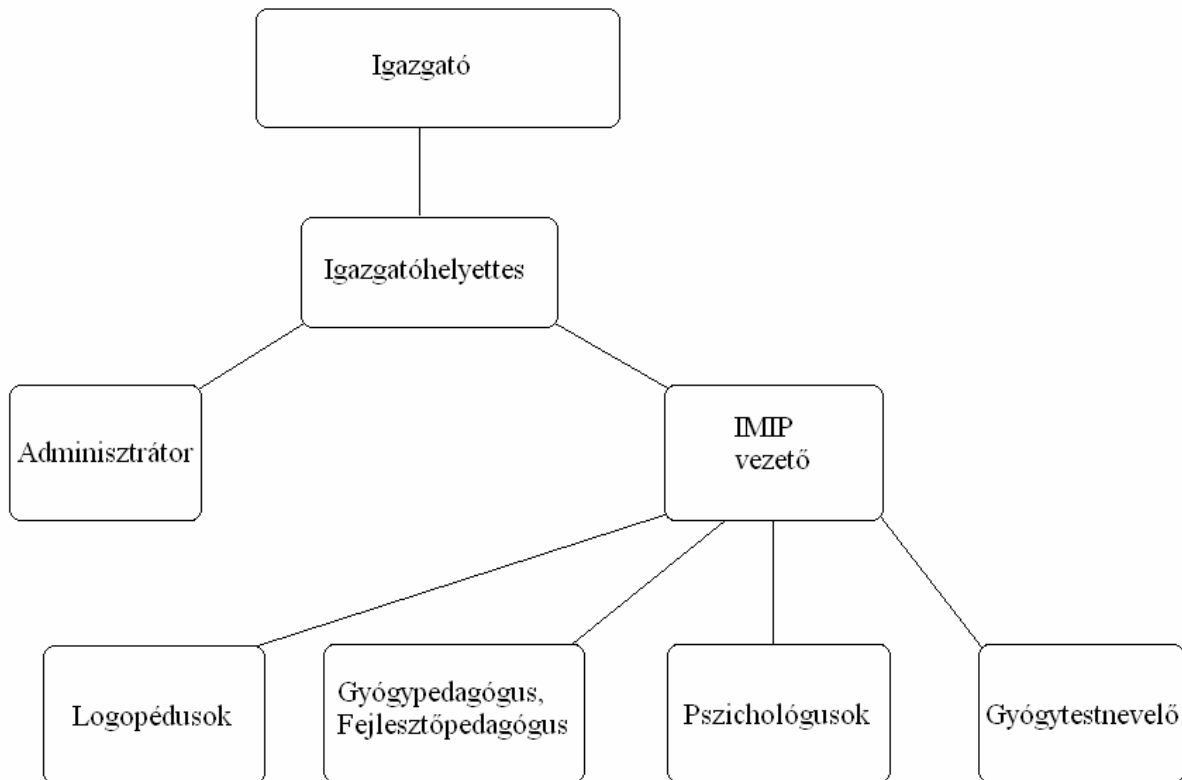 Igazgató
Igazgatóhelyettes
Adminisztrátor
IMIP
vezető
Logopédusok
Gyógypedagógus,
Fejlesztőpedagógus
Pszichológusok
Gyógytestnevelő